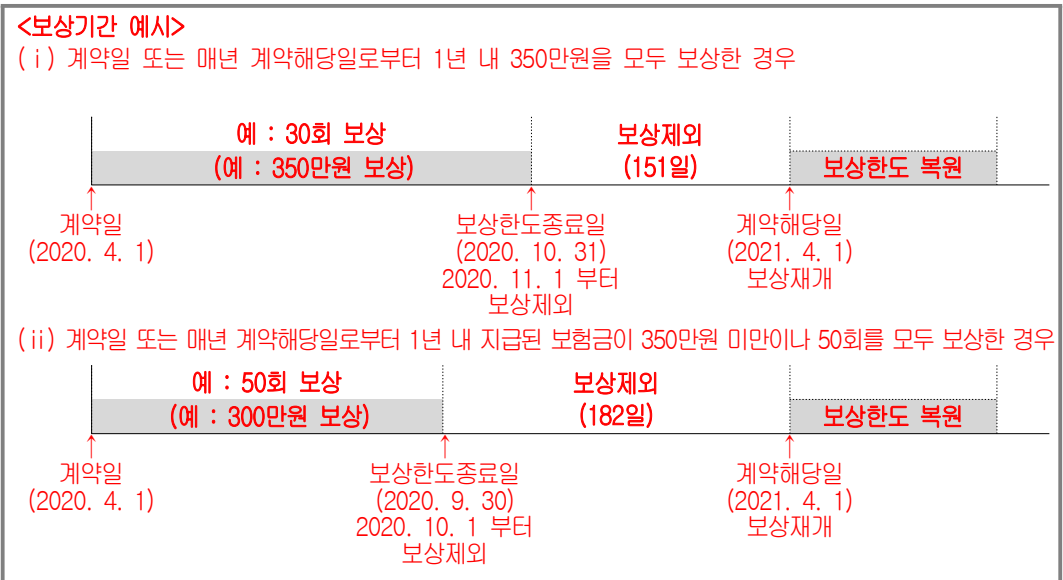 <보상기간 예시>
(ⅰ) 계약일 또는 매년 계약해당일로부터 1년 내 350만원을 모두 보상한 경우
예 : 30회 보상
(예 : 350만원 보상)
보상제외
(151일)
보상한도 복원
계약일
(2020. 4. 1)
보상한도종료일
(2020. 10. 31)
2020. 11. 1 부터
보상제외
계약해당일
(2021. 4. 1)
보상재개
(ⅱ) 계약일 또는 매년 계약해당일로부터 1년 내 지급된 보험금이 350만원 미만이나 50회를 모두 보상한 경우
예 : 50회 보상
(예 : 300만원 보상)
보상제외
(182일)
보상한도 복원
계약일
(2020. 4. 1)
보상한도종료일
(2020. 9. 30)
2020. 10. 1 부터
보상제외
계약해당일
(2021. 4. 1)
보상재개